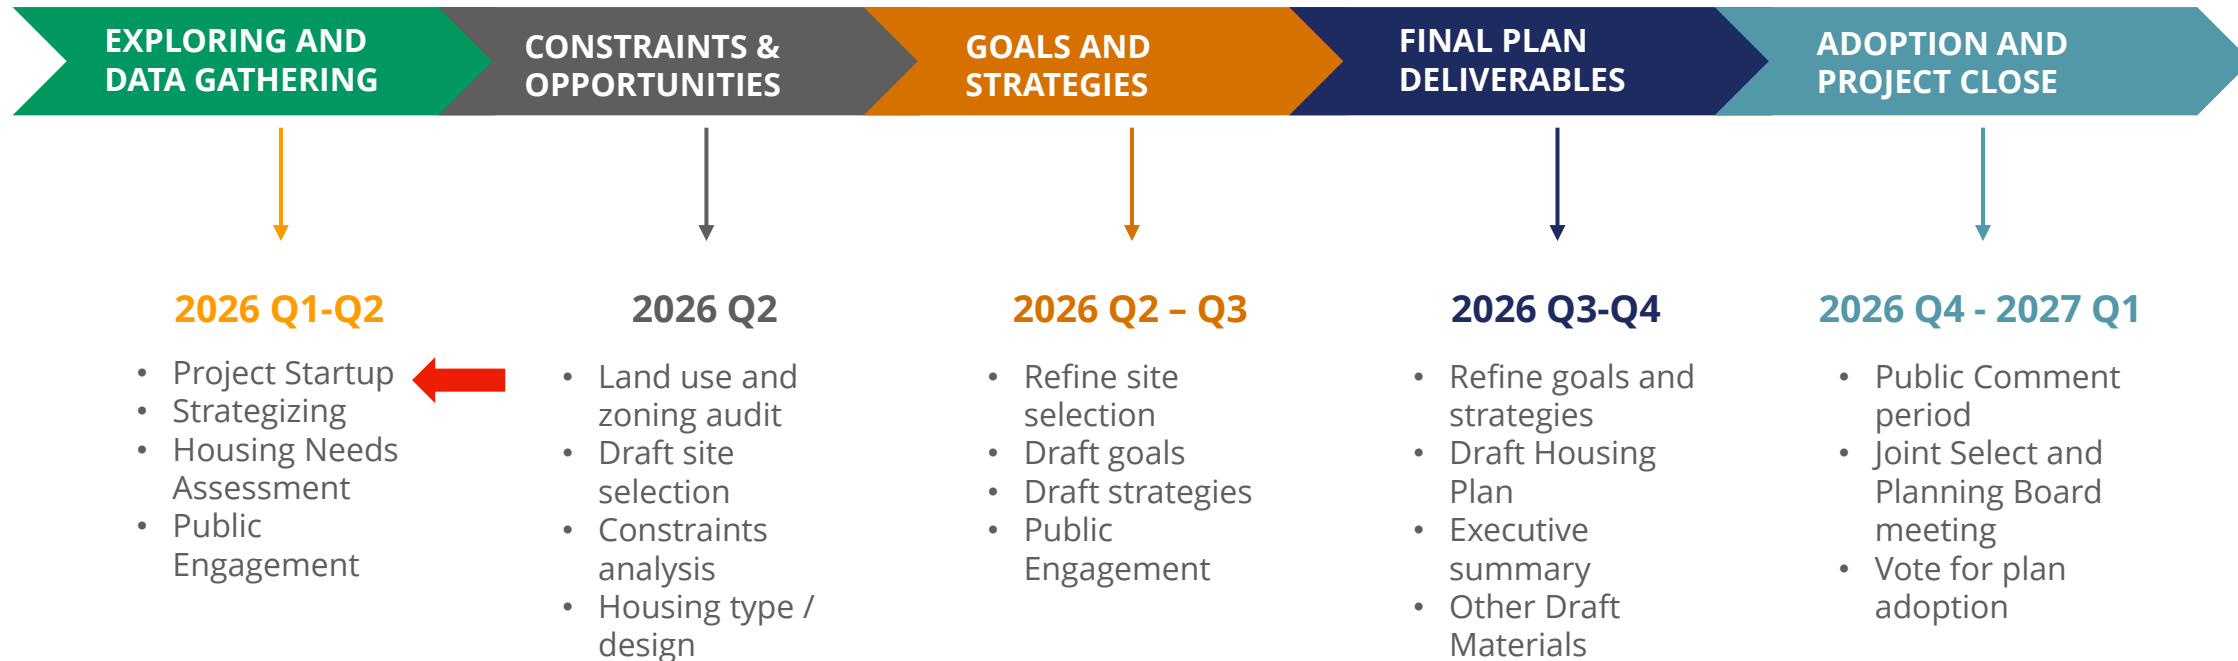 EXPLORING AND
DATA GATHERING
CONSTRAINTS &
OPPORTUNITIES
GOALS AND
STRATEGIES
FINAL PLAN
DELIVERABLES
ADOPTION AND
PROJECT CLOSE
2026 Q1-Q2
• Project Startup
• Strategizing
• Housing Needs
Assessment
• Public
Engagement
2026 Q2
• Land use and
zoning audit
• Draft site
selection
• Constraints
analysis
• Housing type /
design
2026 Q2 – Q3
• Refine site
selection
• Draft goals
• Draft strategies
• Public
Engagement
2026 Q3-Q4
• Refine goals and
strategies
• Draft Housing
Plan
• Executive
summary
• Other Draft
Materials
2026 Q4 - 2027 Q1
• Public Comment
period
• Joint Select and
Planning Board
meeting
• Vote for plan
adoption